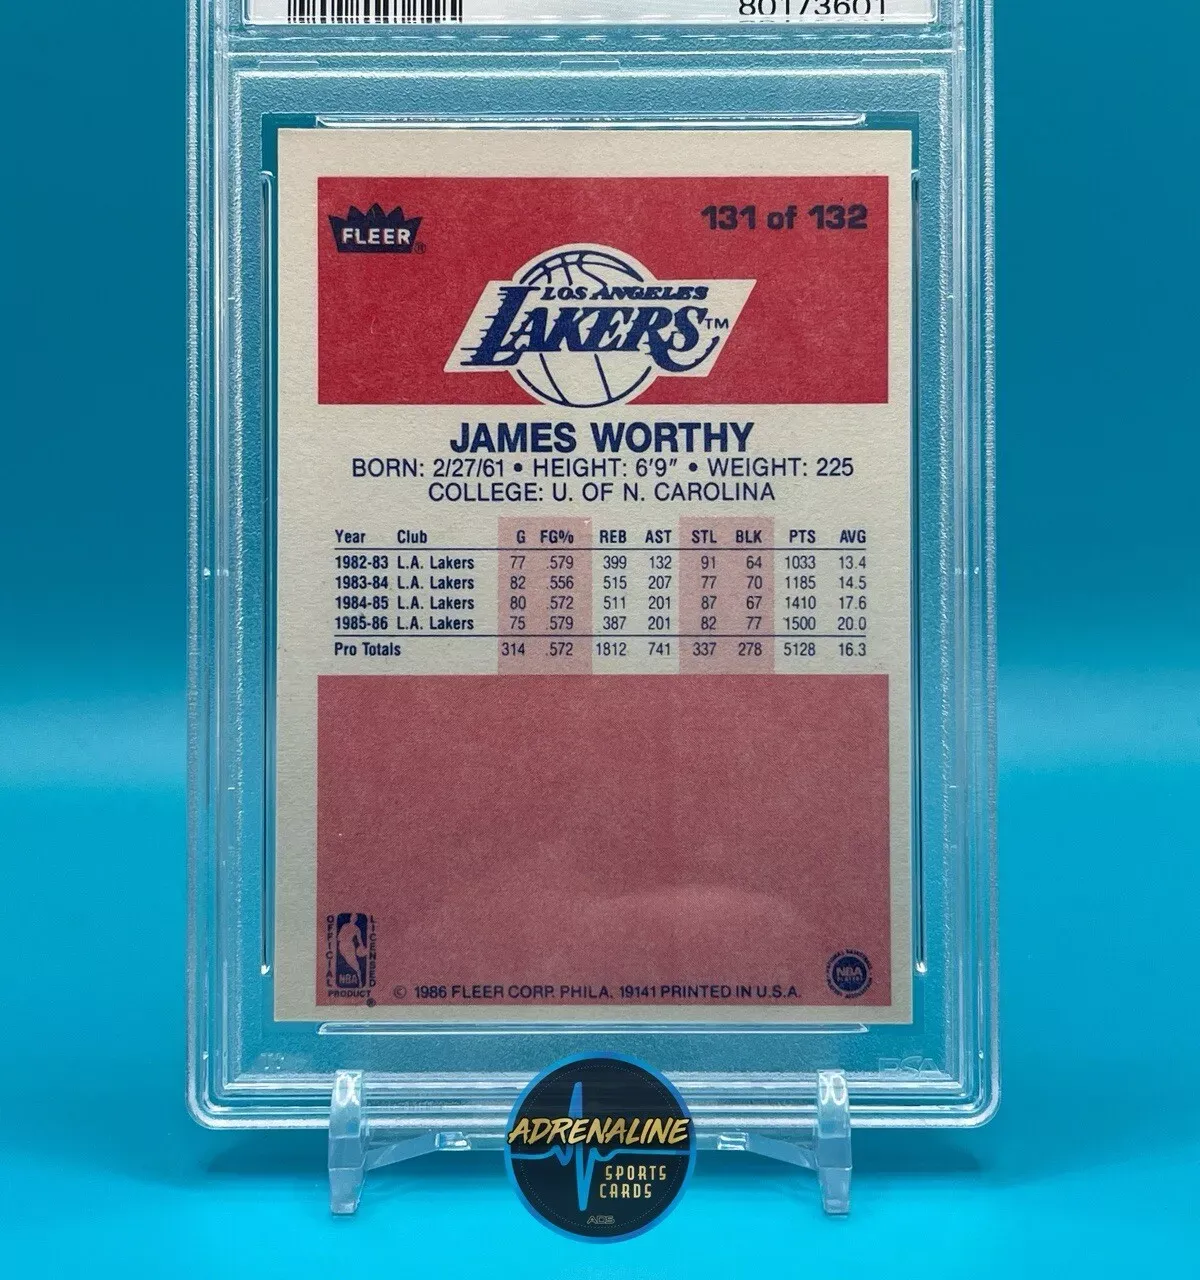 80173601
131 of 132
FLEER®
LOS ANGELES
LAKERS™
JAMES WORTHY
BORN: 2/27/61 • HEIGHT: 6'9" • WEIGHT: 225
COLLEGE: U. OF N. CAROLINA
Year Club G FG% REB AST STL BLK PTS AVG
1982-83 L.A. Lakers 77 .579 399 132 91 64 1033 13.4
1983-84 L.A. Lakers 82 .556 515 207 77 70 1185 14.5
1984-85 L.A. Lakers 80 .572 511 201 87 67 1410 17.6
1985-86 L.A. Lakers 75 .579 387 201 82 77 1500 20.0
Pro Totals 314 .572 1812 741 337 278 5128 16.3
OFFICIAL LICENSED
NBA
PRODUCT ®
NBA
© 1986 FLEER CORP. PHILA. 19141 PRINTED IN U.S.A.
PSA
ADRENALINE
SPORTS
CARDS
ACS